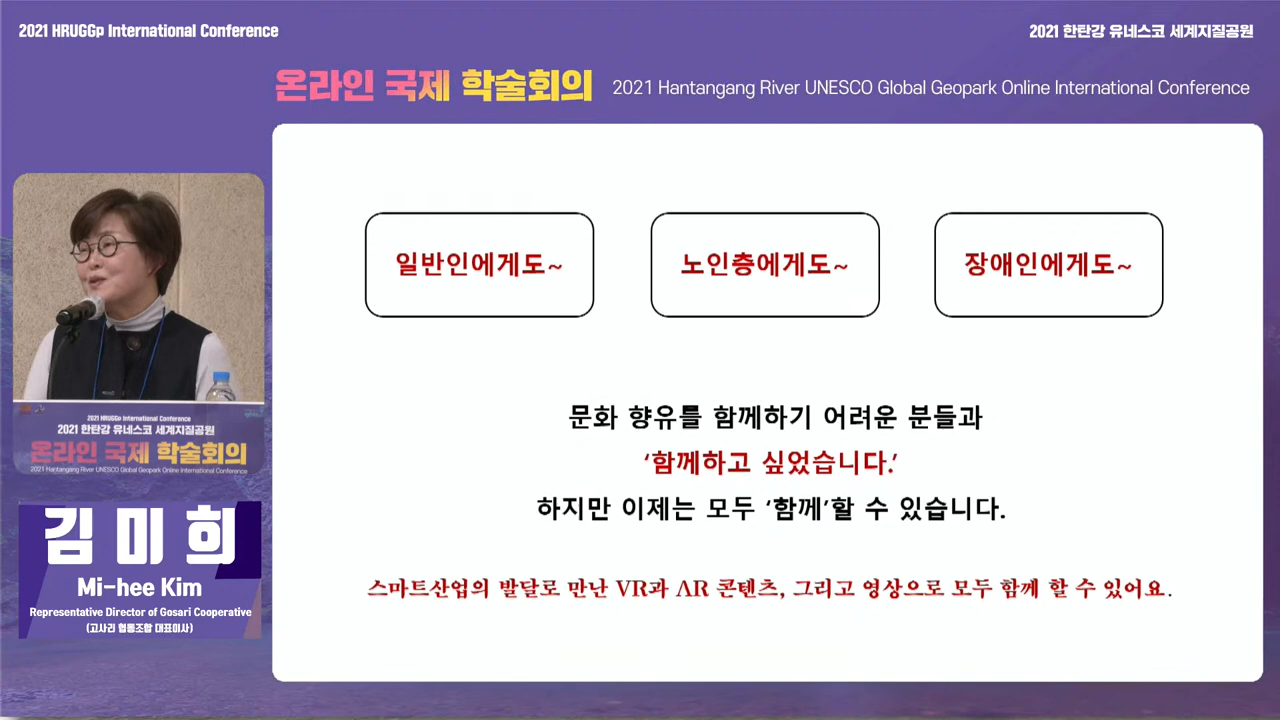 2021 HRUGGp International Conference
2021 한탄강 유네스코 세계지질공원
온라인 국제 학술회의 2021 Hantangang River UNESCO Global Geopark Online International Conference
일반인에게도~
노인층에게도~
장애인에게도~
문화 향유를 함께하기 어려운 분들과
‘함께하고 싶었습니다.’
하지만 이제는 모두 ‘함께’할 수 있습니다.
스마트산업의 발달로 만난 VR과 AR 콘텐츠, 그리고 영상으로 모두 함께 할 수 있어요.
2021 HRUGGp International Conference
2021 한탄강 유네스코 세계지질공원
온라인 국제 학술회의
2021 Hantangang River UNESCO Global Geopark Online International Conference
김미희
Mi-hee Kim
Representative Director of Gosari Cooperative
(고사리 협동조합 대표이사)